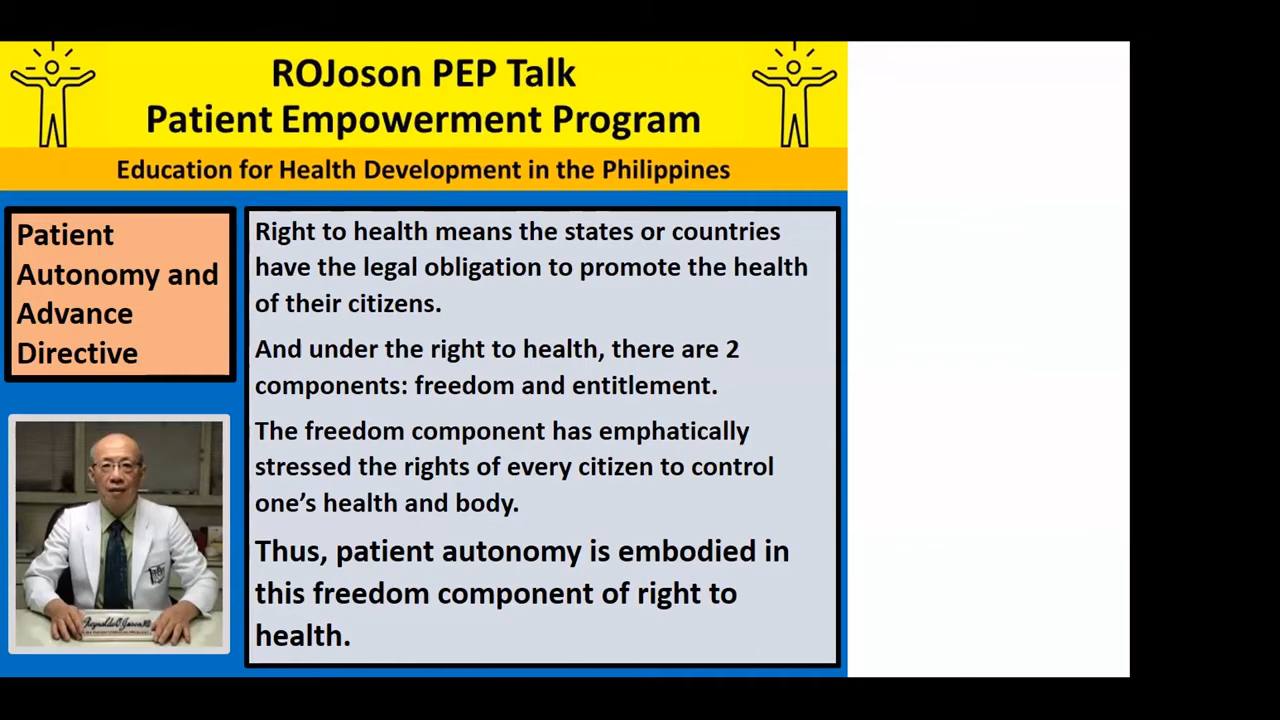 ROJoson PEP Talk
Patient Empowerment Program
Education for Health Development in the Philippines
Patient
Autonomy and
Advance
Directive
Right to health means the states or countries
have the legal obligation to promote the health
of their citizens.
And under the right to health, there are 2
components: freedom and entitlement.
The freedom component has emphatically
stressed the rights of every citizen to control
one’s health and body.
Thus, patient autonomy is embodied in
this freedom component of right to
health.